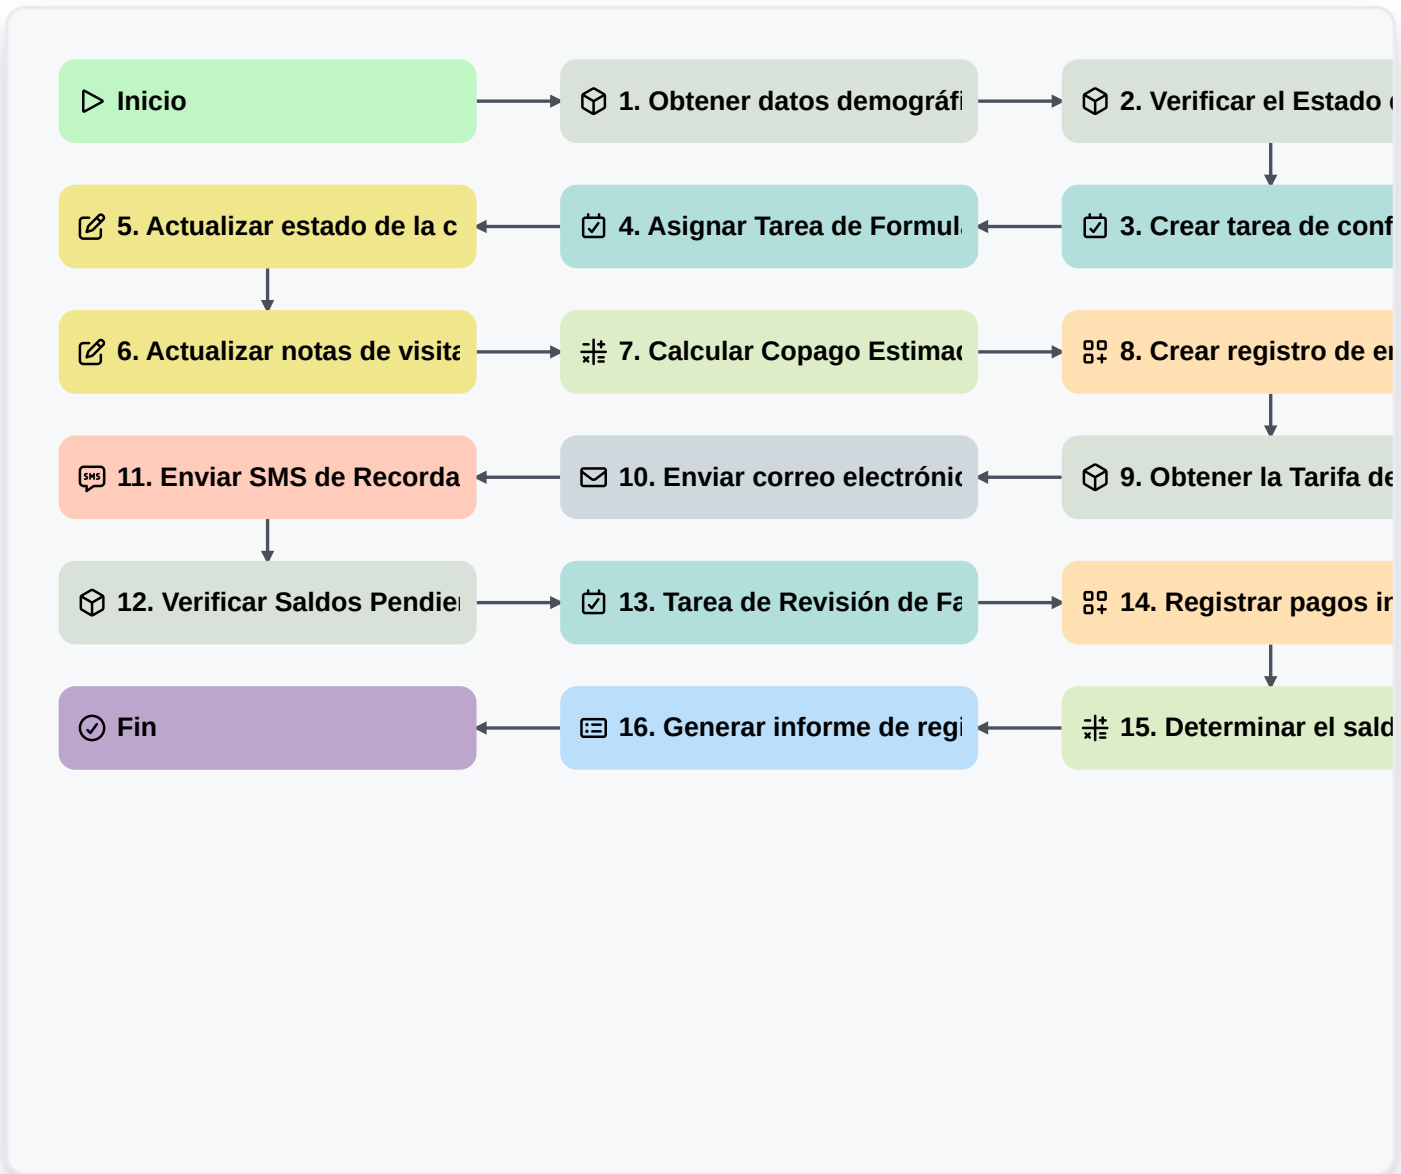 Inicio
1. Obtener datos demográfi
2. Verificar el Estado
5. Actualizar estado de la c
4. Asignar Tarea de Formul
3. Crear tarea de conf
6. Actualizar notas de visita
7. Calcular Copago Estimad
8. Crear registro de
SMS
11. Enviar SMS de Recorda
10. Enviar correo electrónic
9. Obtener la Tarifa de
12. Verificar Saldos Pendien
13. Tarea de Revisión de Fa
14. Registrar pagos
Fin
16. Generar informe de regi
15. Determinar el sald